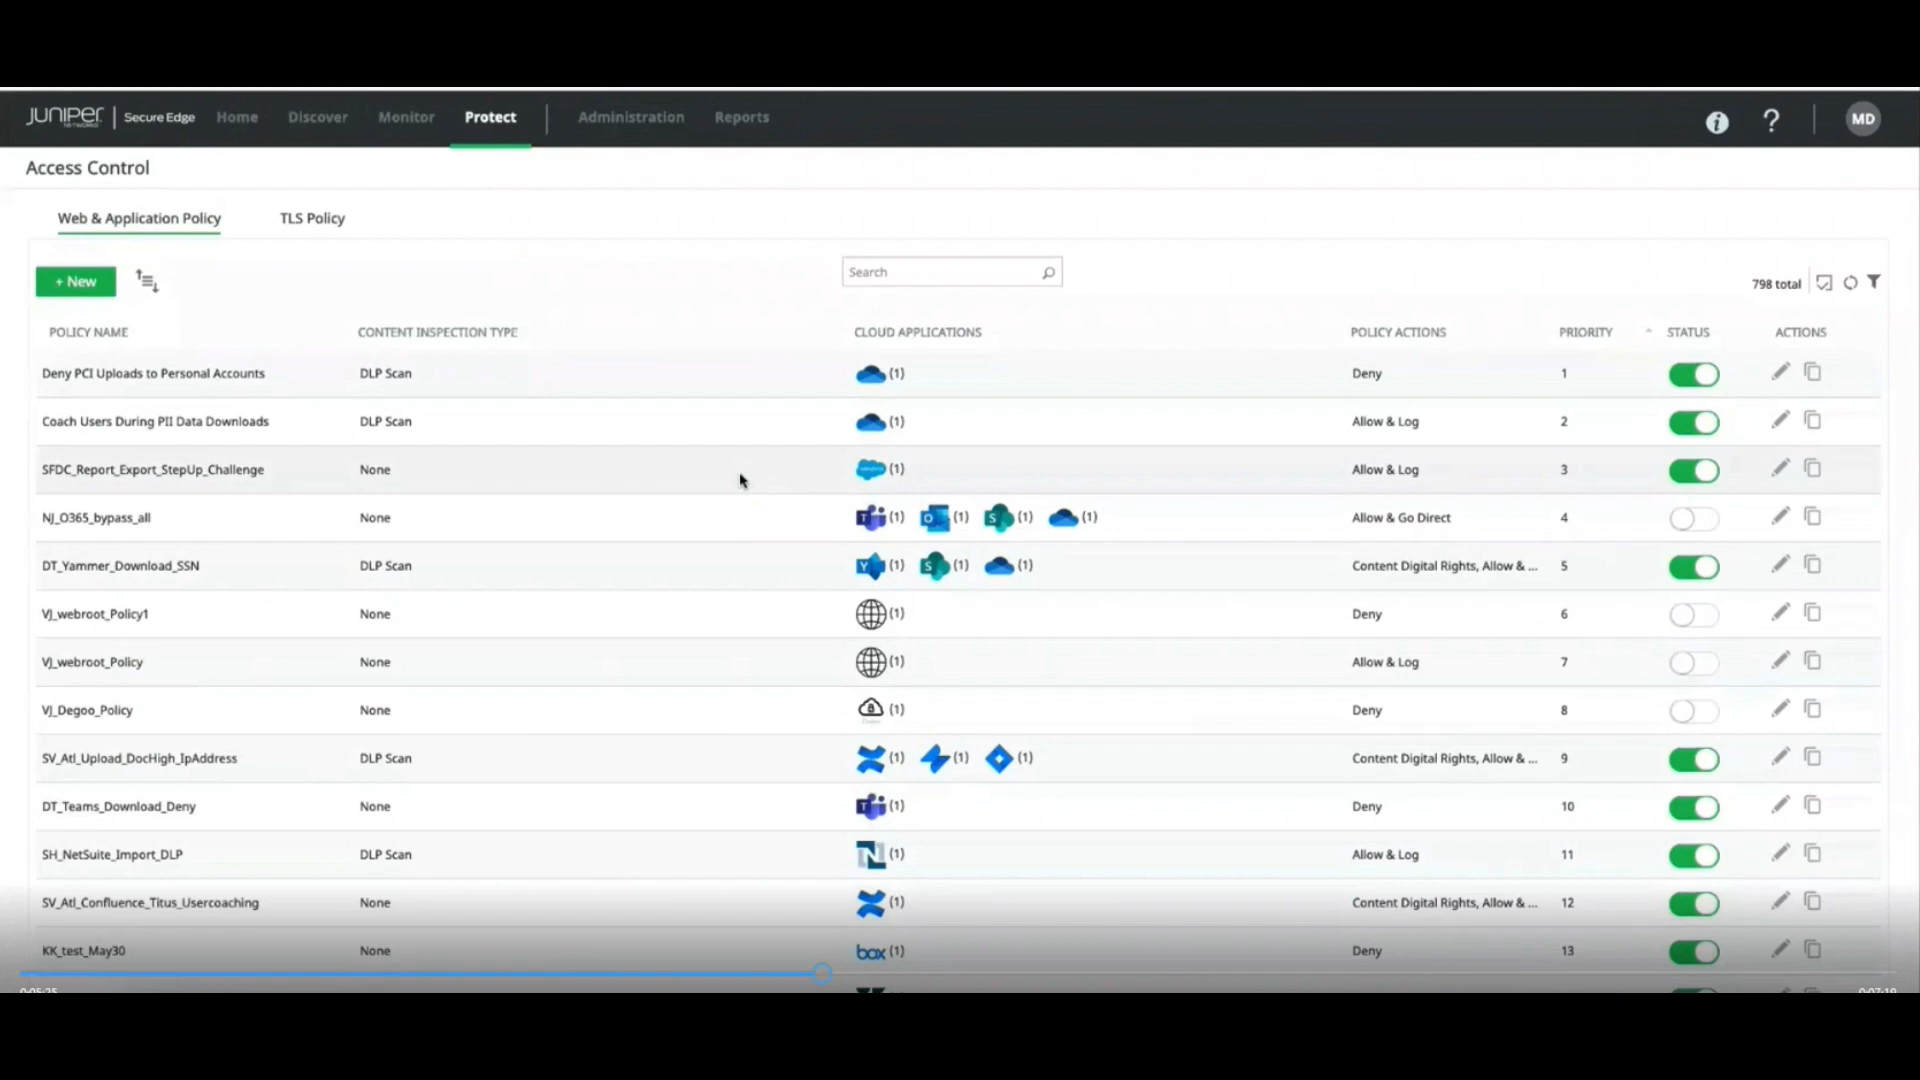 JUNIPEr NETWORKS | Secure Edge Home Discover Monitor Protect Administration Reports i ? MD
Access Control
Web & Application Policy TLS Policy
+ New Search 798 total
POLICY NAME CONTENT INSPECTION TYPE CLOUD APPLICATIONS POLICY ACTIONS PRIORITY STATUS ACTIONS
Deny PCI Uploads to Personal Accounts DLP Scan (1) Deny 1
Coach Users During PII Data Downloads DLP Scan (1) Allow & Log 2
SFDC_Report_Export_StepUp_Challenge None (1) Allow & Log 3
NJ_O365_bypass_all None T (1) O (1) S (1) (1) Allow & Go Direct 4
DT_Yammer_Download_SSN DLP Scan Y (1) S (1) (1) Content Digital Rights, Allow & ... 5
VJ_webroot_Policy1 None (1) Deny 6
VJ_webroot_Policy None (1) Allow & Log 7
VJ_Degoo_Policy None (1) Deny 8
SV_Atl_Upload_DocHigh_IpAddress DLP Scan (1) (1) (1) Content Digital Rights, Allow & ... 9
DT_Teams_Download_Deny None T (1) Deny 10
SH_NetSuite_Import_DLP DLP Scan N (1) Allow & Log 11
SV_Atl_Confluence_Titus_Usercoaching None (1) Content Digital Rights, Allow & ... 12
KK_test_May30 None box (1) Deny 13
0:05:25 0:07:19